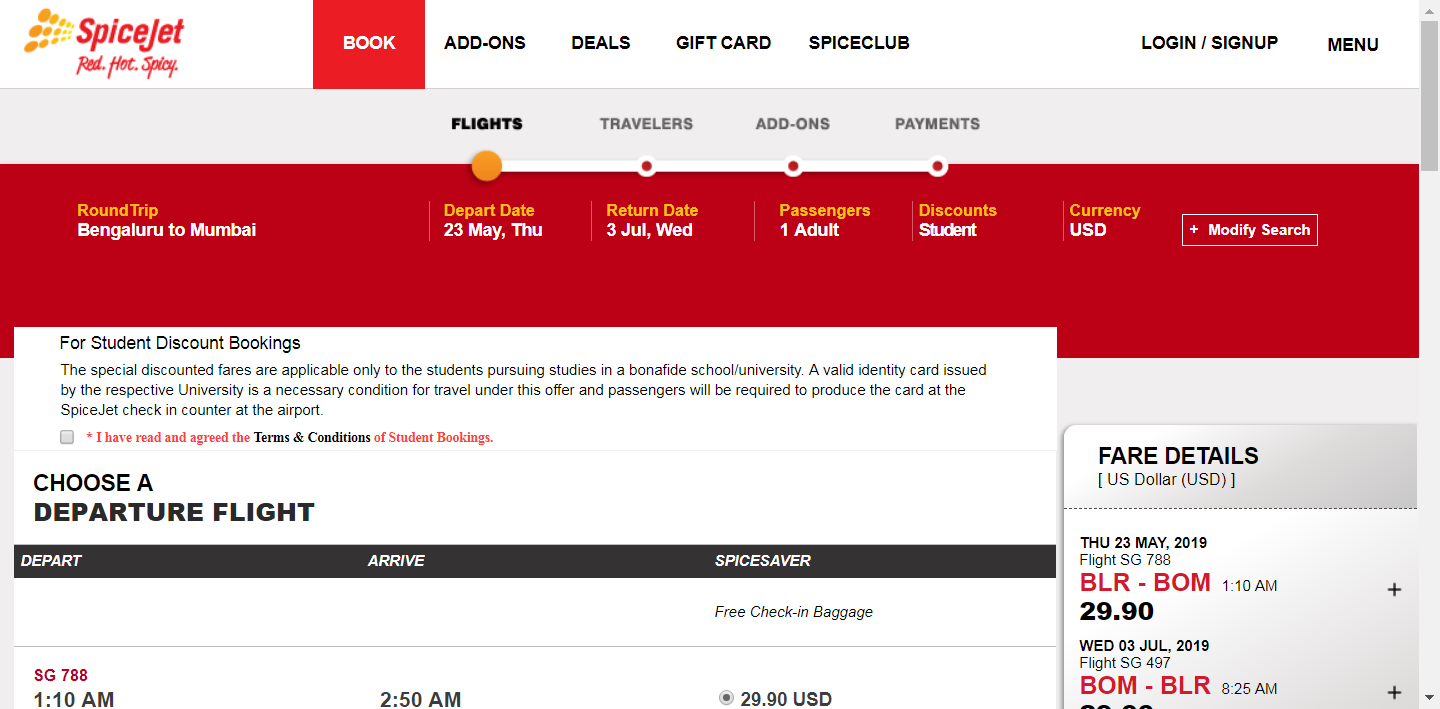 SpiceJet
Red. Hot. Spicy.
BOOK
ADD-ONS
DEALS
GIFT CARD
SPICECLUB
LOGIN / SIGNUP
MENU
FLIGHTS
TRAVELERS
ADD-ONS
PAYMENTS
RoundTrip
Bengaluru to Mumbai
Depart Date
23 May, Thu
Return Date
3 Jul, Wed
Passengers
1 Adult
Discounts
Student
Currency
USD
+ Modify Search
For Student Discount Bookings
The special discounted fares are applicable only to the students pursuing studies in a bonafide school/university. A valid identity card issued
by the respective University is a necessary condition for travel under this offer and passengers will be required to produce the card at the
SpiceJet check in counter at the airport.
* I have read and agreed the Terms & Conditions of Student Bookings.
CHOOSE A
DEPARTURE FLIGHT
DEPART
ARRIVE
SPICESAVER
Free Check-in Baggage
SG 788
1:10 AM
2:50 AM
29.90 USD
FARE DETAILS
[ US Dollar (USD) ]
THU 23 MAY, 2019
Flight SG 788
BLR - BOM 1:10 AM
+
29.90
WED 03 JUL, 2019
Flight SG 497
BOM - BLR 8:25 AM
+